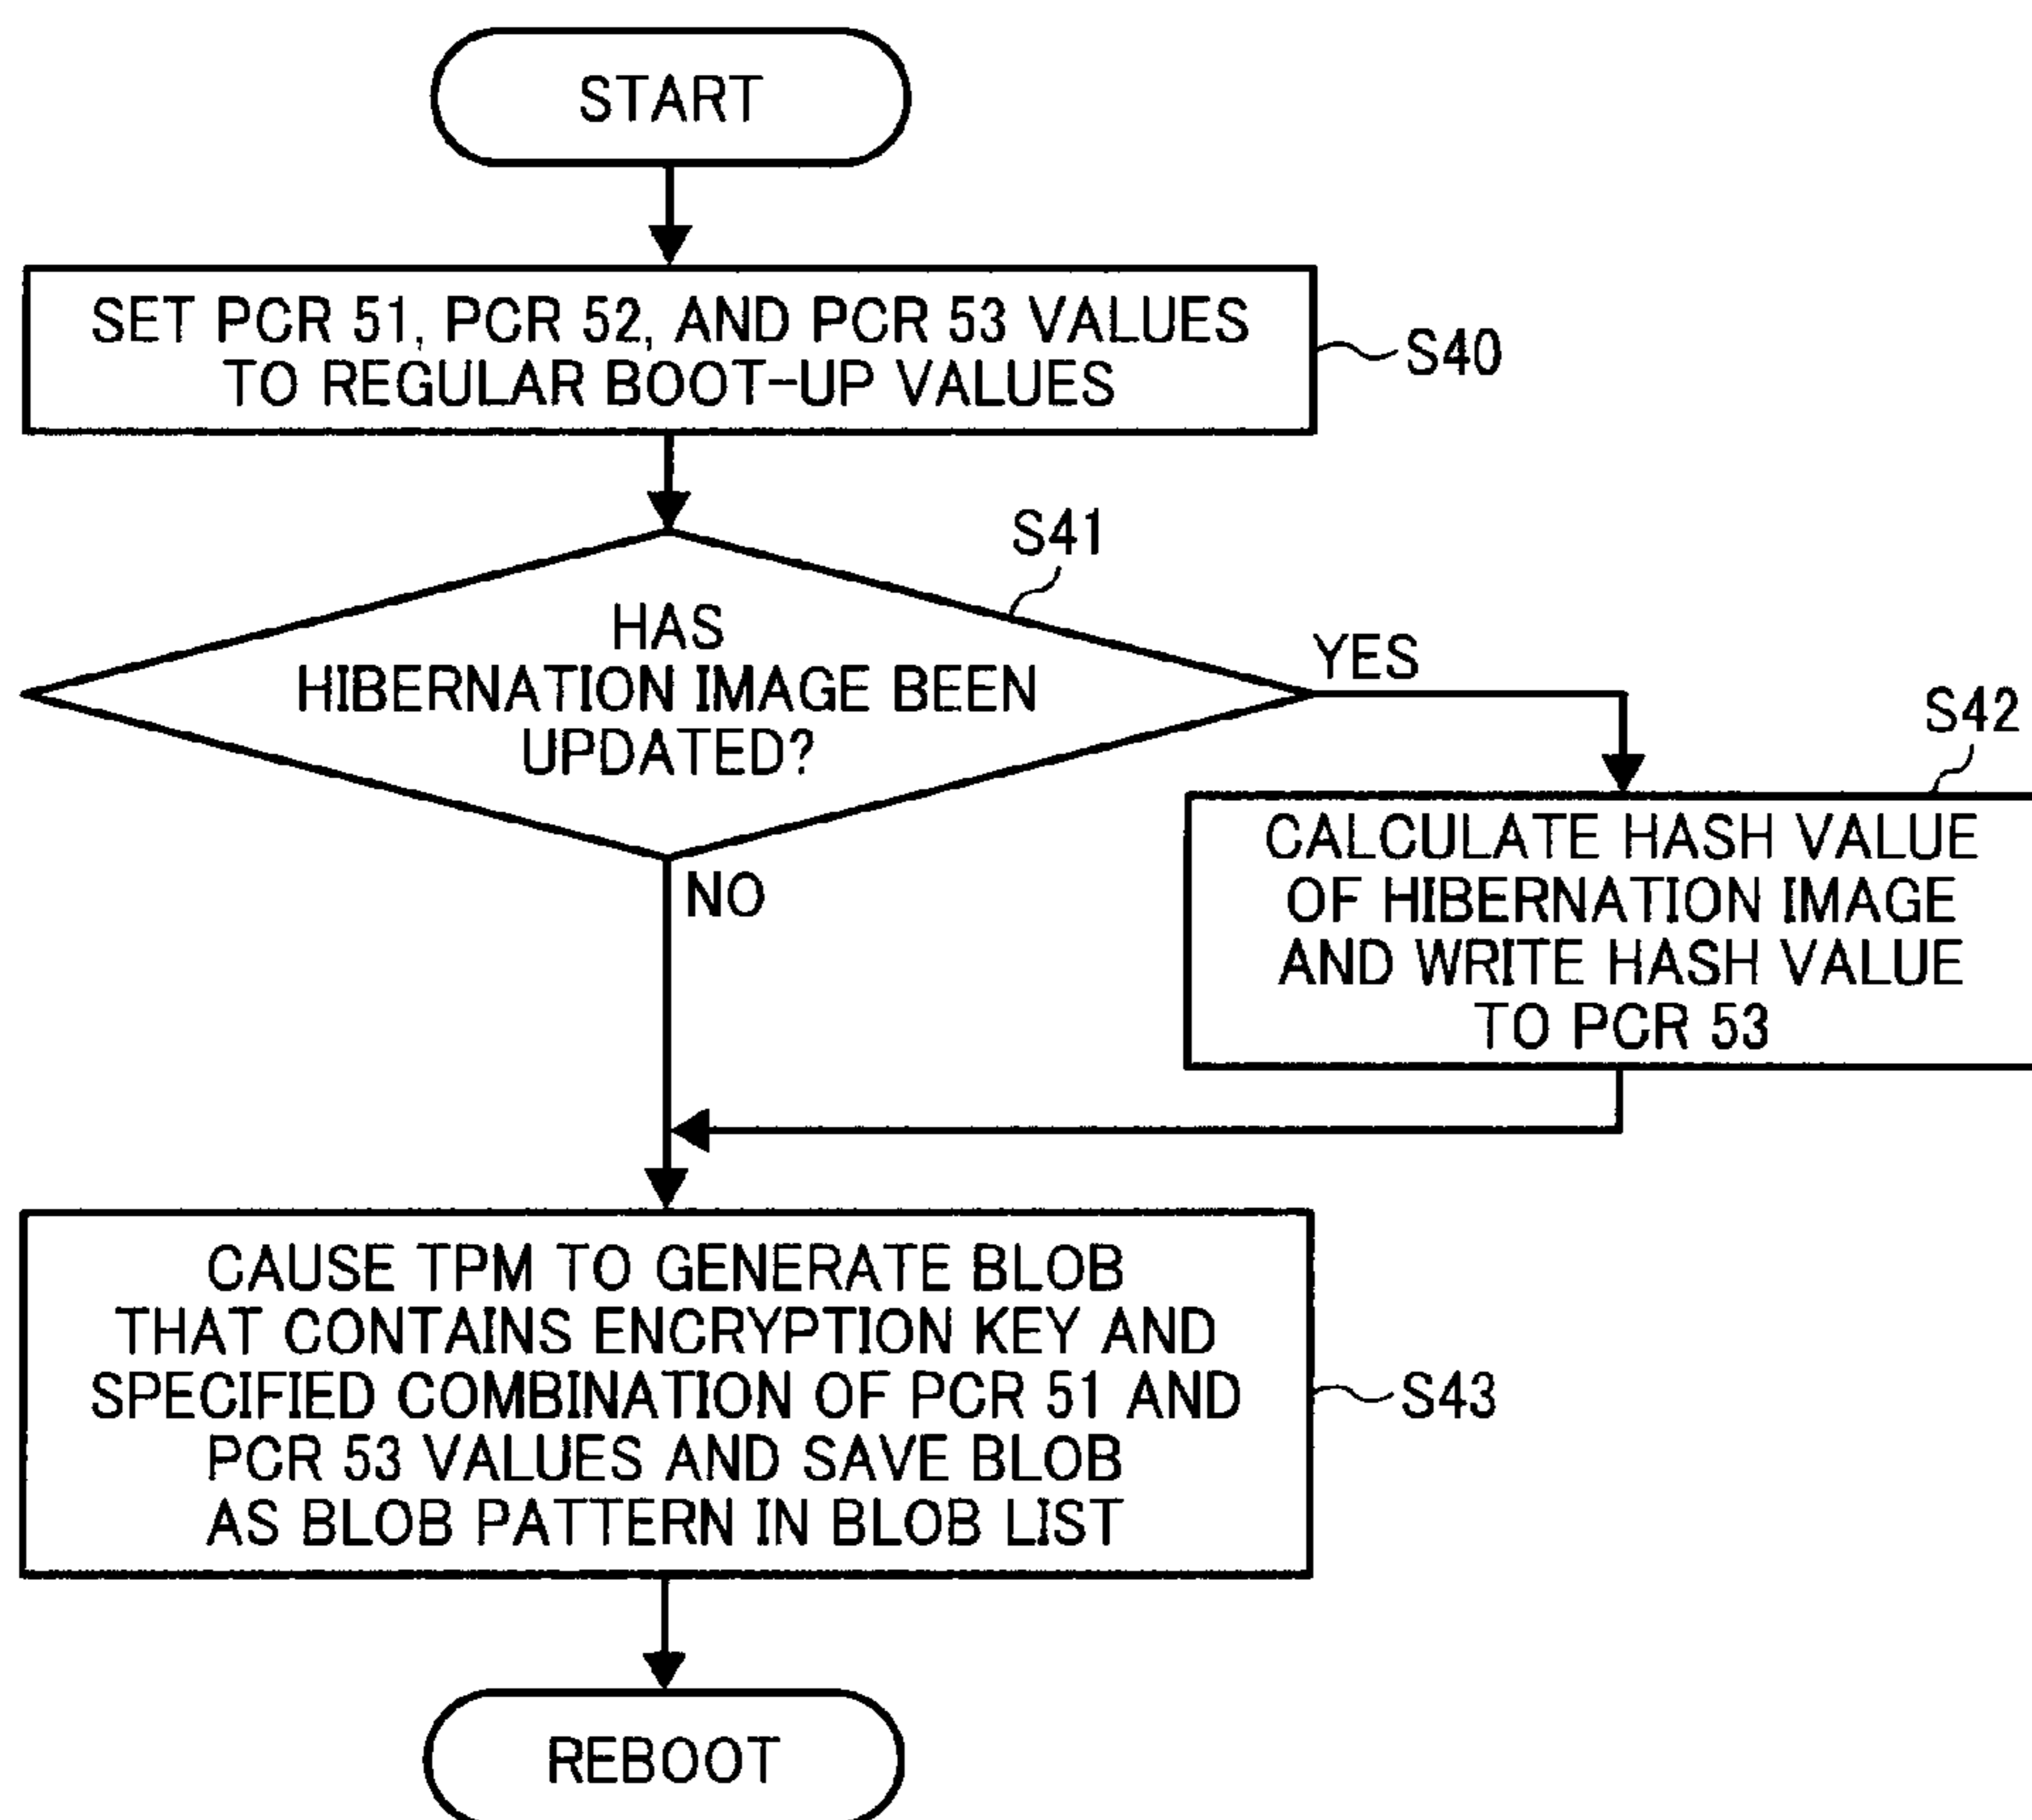 START
SET PCR 51, PCR 52, AND PCR 53 VALUES
TO REGULAR BOOT-UP VALUES
S40
S41
HAS
HIBERNATION IMAGE BEEN
UPDATED?
YES
NO
S42
CALCULATE HASH VALUE
OF HIBERNATION IMAGE
AND WRITE HASH VALUE
TO PCR 53
CAUSE TPM TO GENERATE BLOB
THAT CONTAINS ENCRYPTION KEY AND
SPECIFIED COMBINATION OF PCR 51 AND
PCR 53 VALUES AND SAVE BLOB
AS BLOB PATTERN IN BLOB LIST
S43
REBOOT